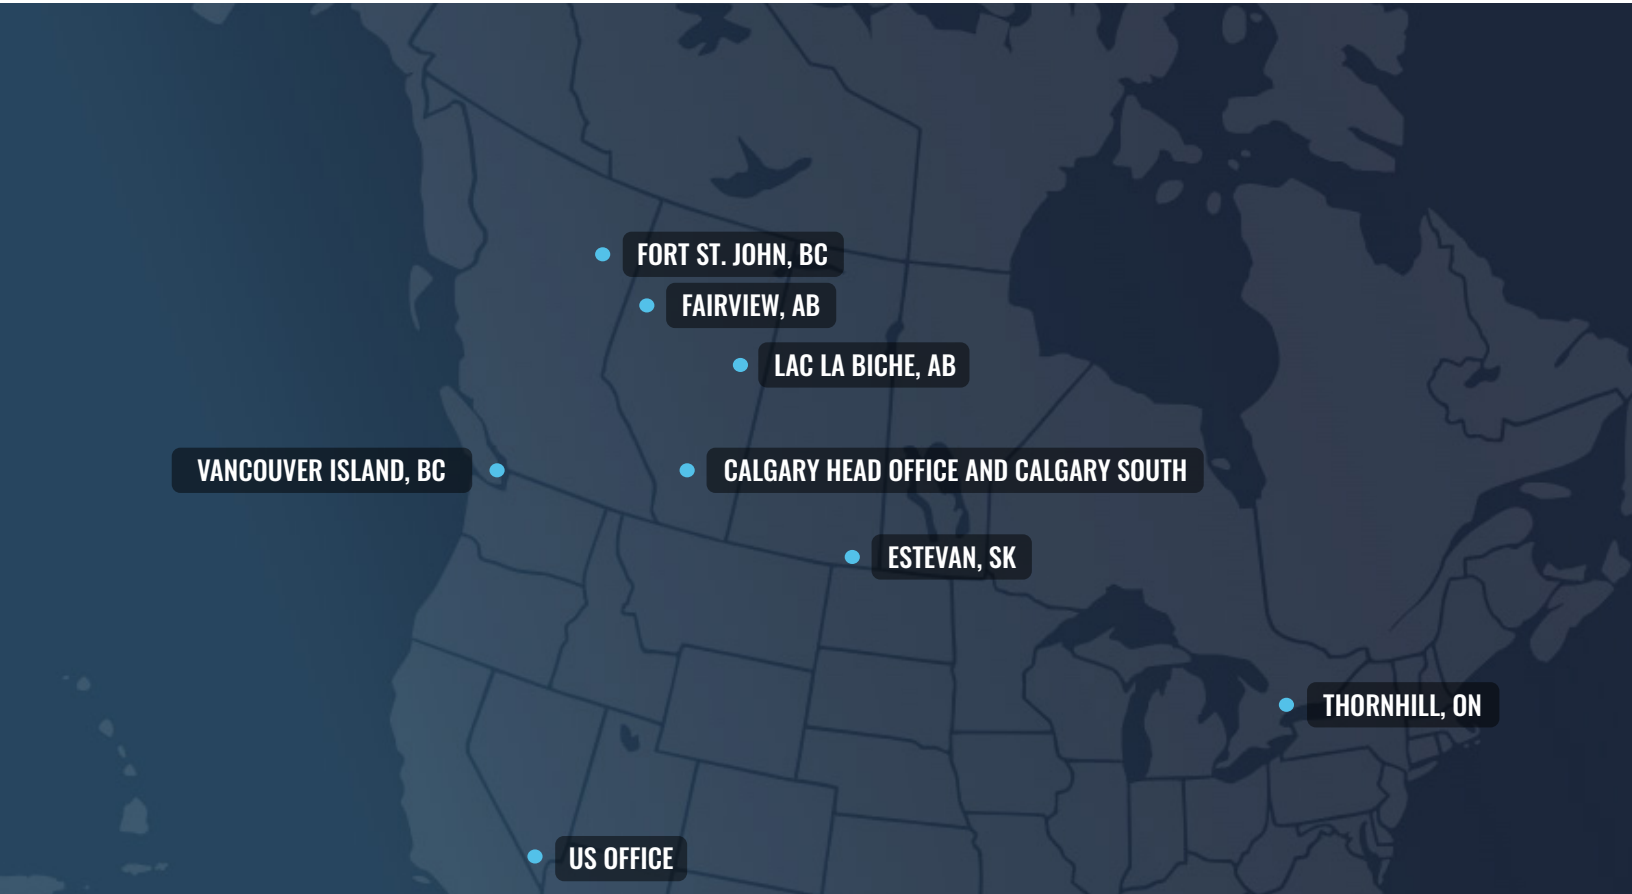 FORT ST. JOHN, BC
FAIRVIEW, AB
LAC LA BICHE, AB
VANCOUVER ISLAND, BC
CALGARY HEAD OFFICE AND CALGARY SOUTH
ESTEVAN, SK
THORNHILL, ON
US OFFICE